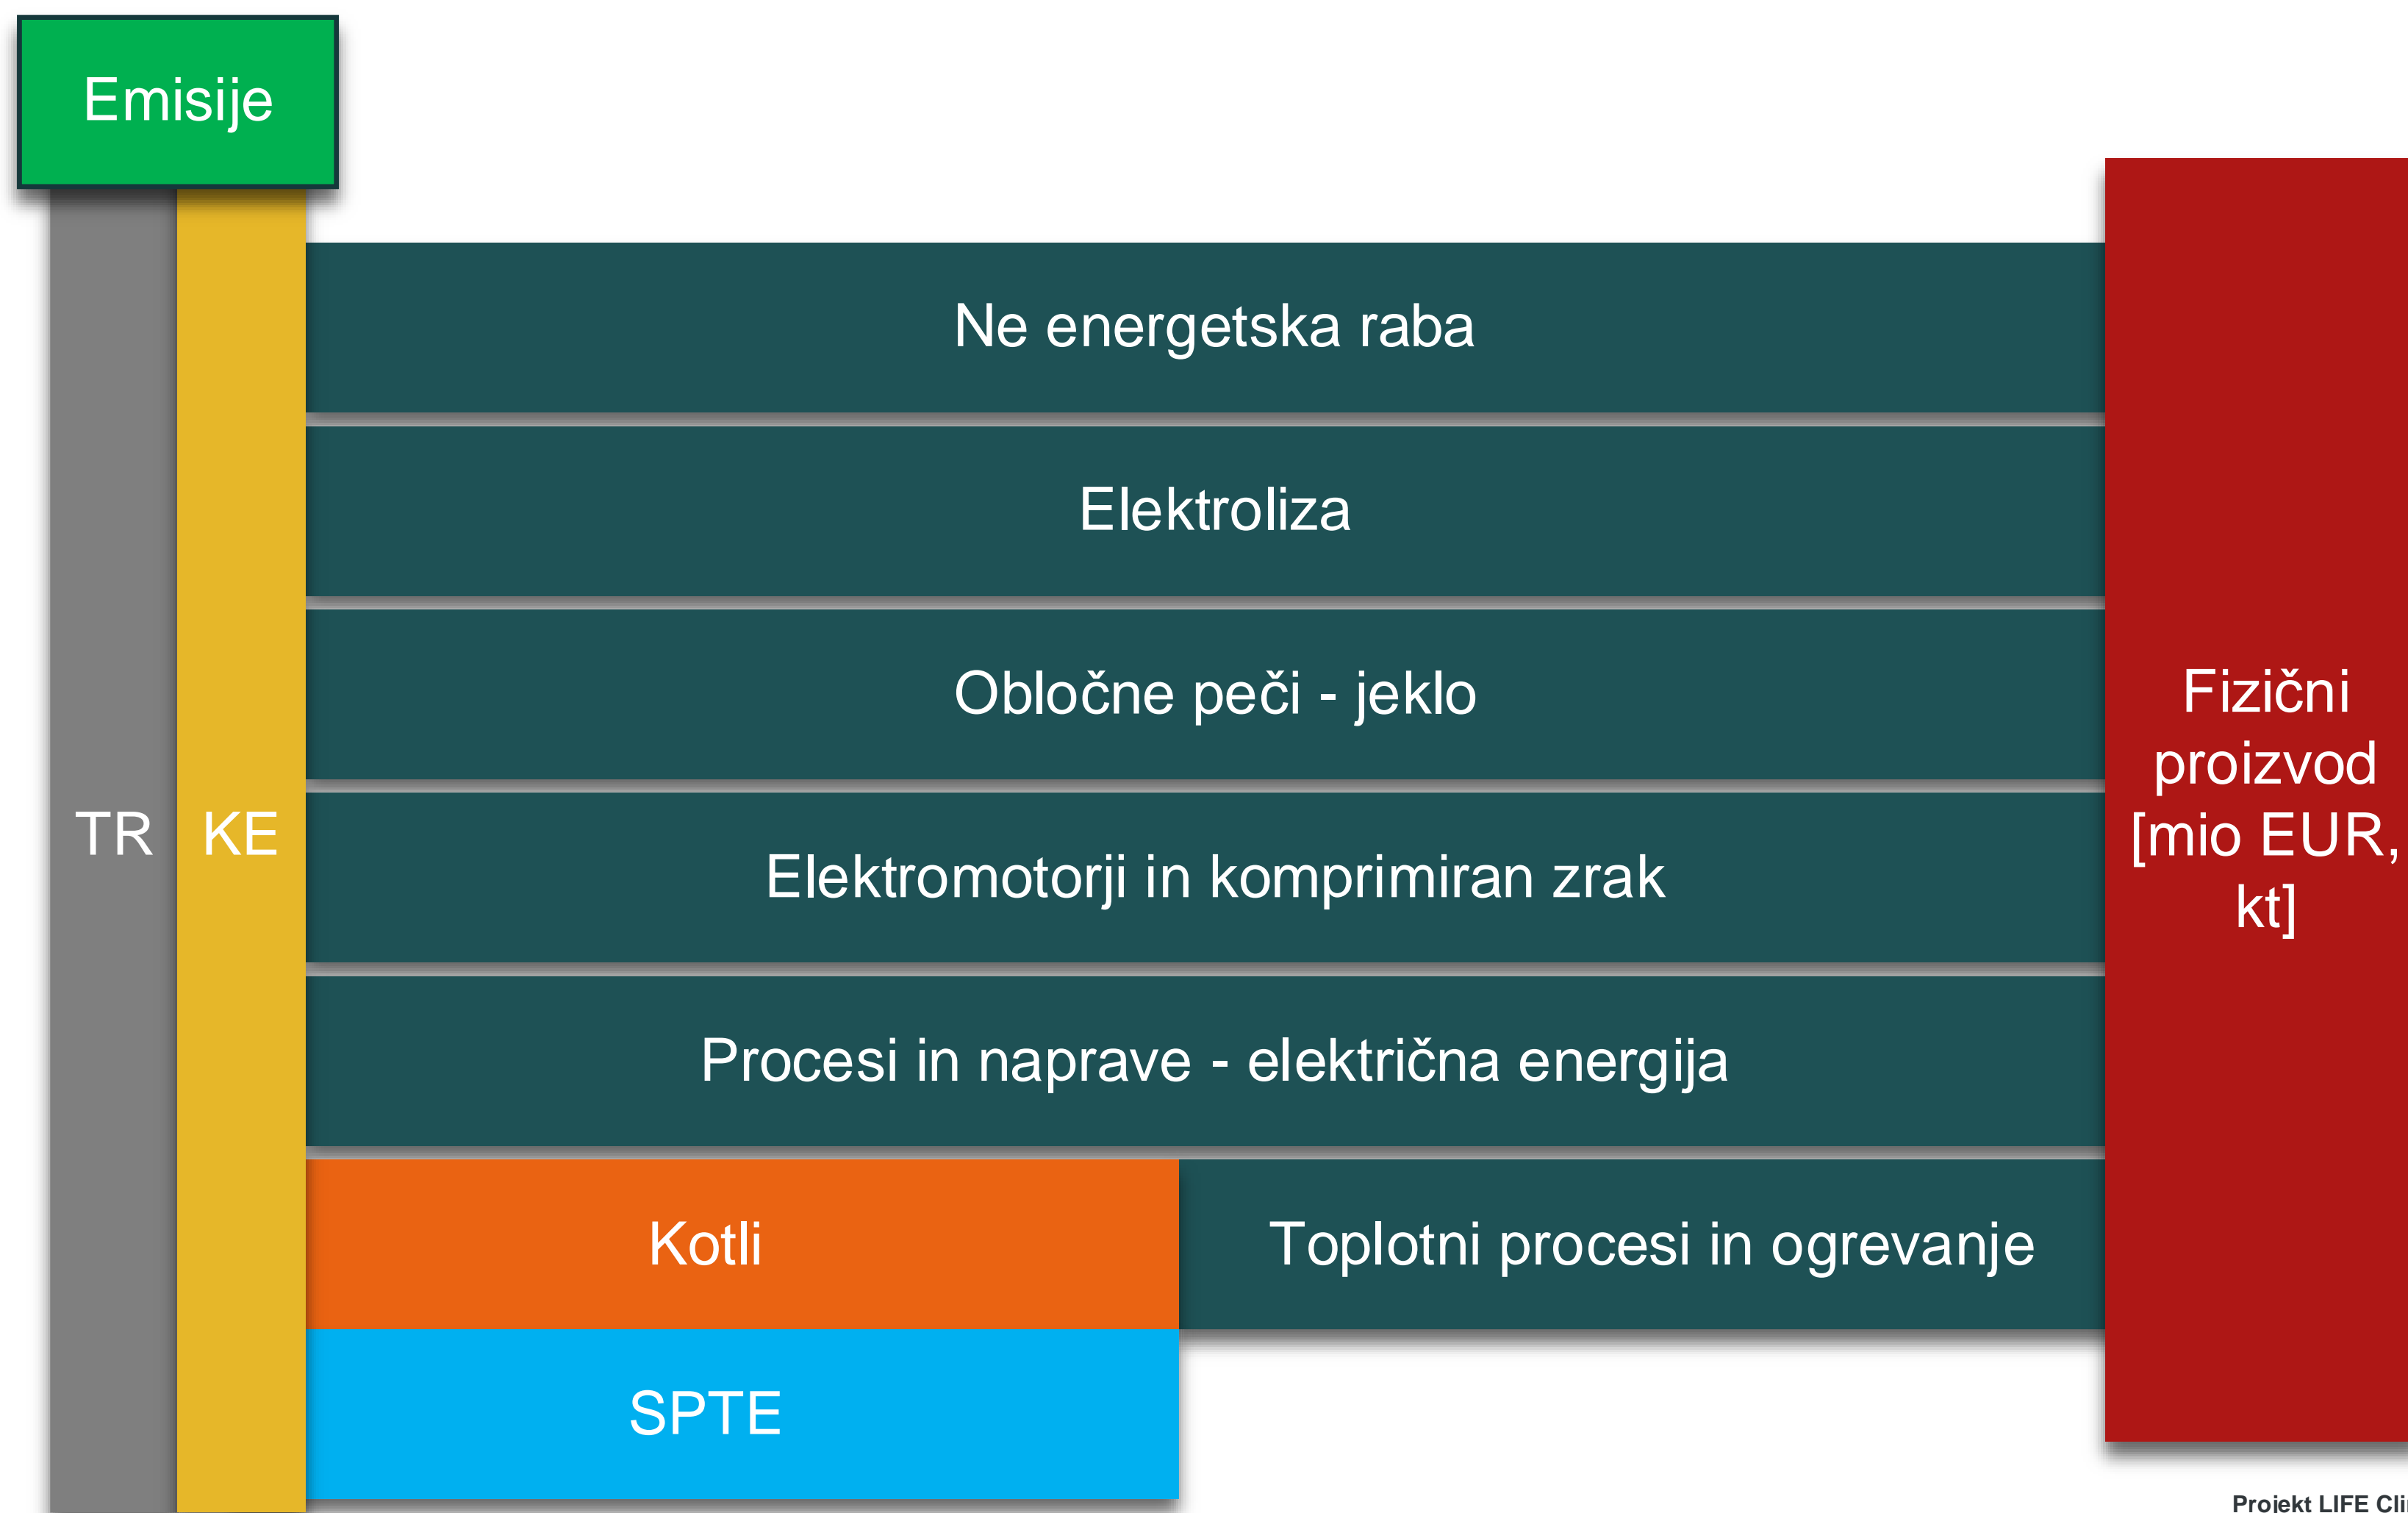 Emisije
Ne energetska raba
Elektroliza
Obločne peči - jeklo
TR
KE
Elektromotorji in komprimiran zrak
Procesi in naprave - električna energija
Kotli
Toplotni procesi in ogrevanje
SPTE
Fizični
proizvod
[mio EUR,
kt]
Projekt LIFE